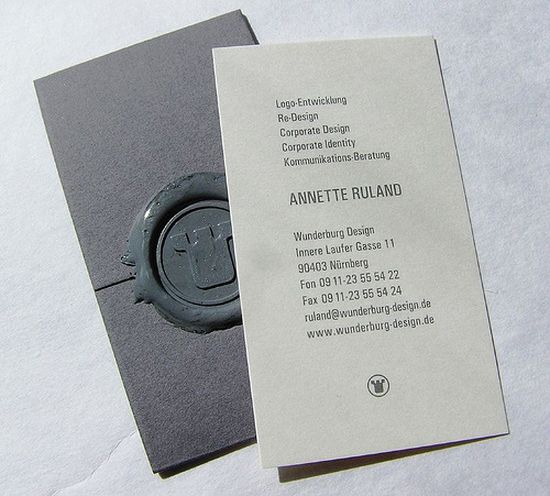 Logo-Entwicklung
Re-Design
Corporate Design
Corporate Identity
Kommunikations-Beratung
ANNETTE RULAND
Wunderburg Design
Innere Laufer Gasse 11
90403 Nürnberg
Fon 09 11-23 55 54 22
Fax 09 11-23 55 54 24
ruland@wunderburg-design.de
www.wunderburg-design.de